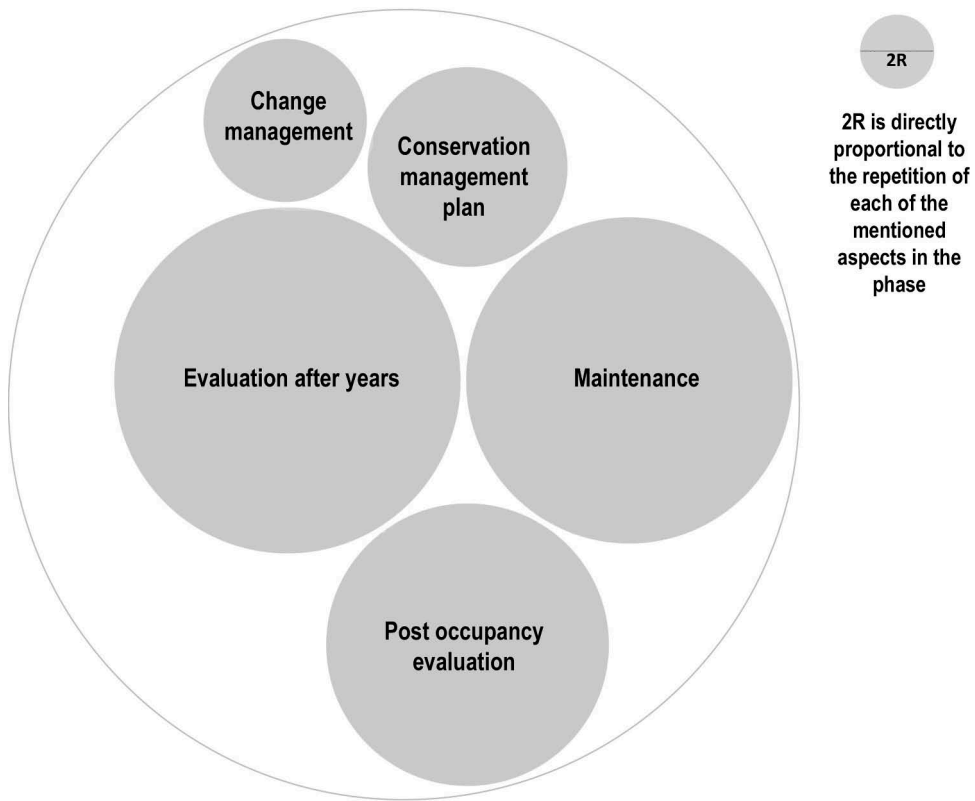 Change
management
Conservation
management
plan
Evaluation after years
Maintenance
Post occupancy
evaluation
2R
2R is directly
proportional to
the repetition of
each of the
mentioned
aspects in the
phase